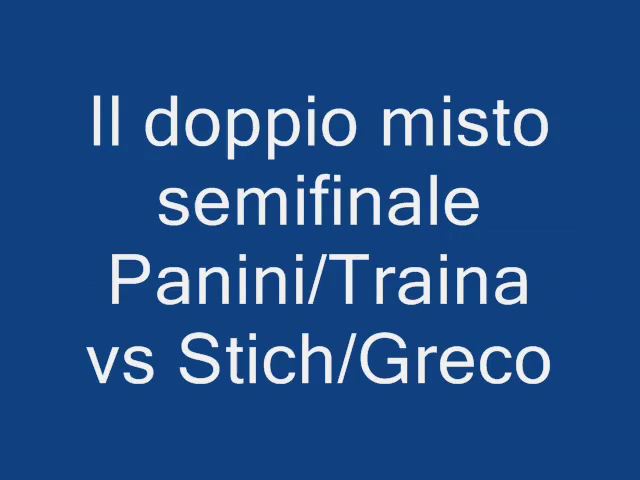 Il doppio misto
semifinale
Panini/Traina
vs Stich/Greco